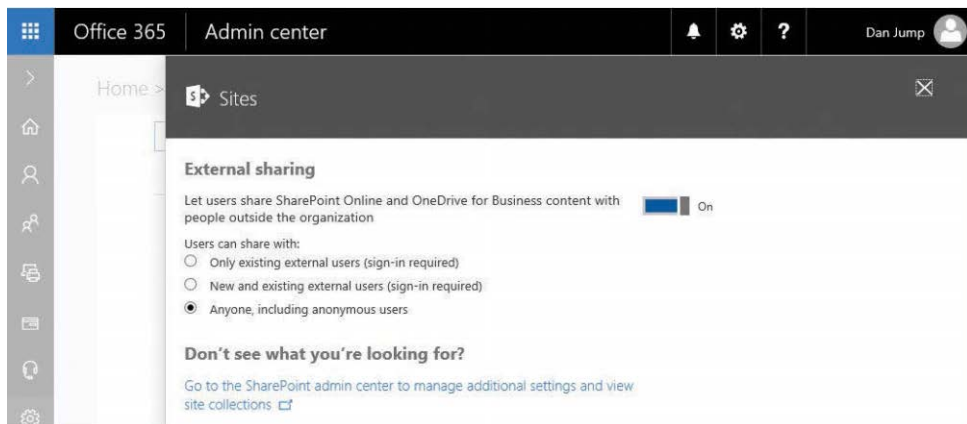 Office 365 Admin center ? Dan Jump
Home >
S Sites
External sharing
Let users share SharePoint Online and OneDrive for Business content with
people outside the organization
On
Users can share with:
Only existing external users (sign-in required)
New and existing external users (sign-in required)
Anyone, including anonymous users
Don't see what you're looking for?
Go to the SharePoint admin center to manage additional settings and view
site collections